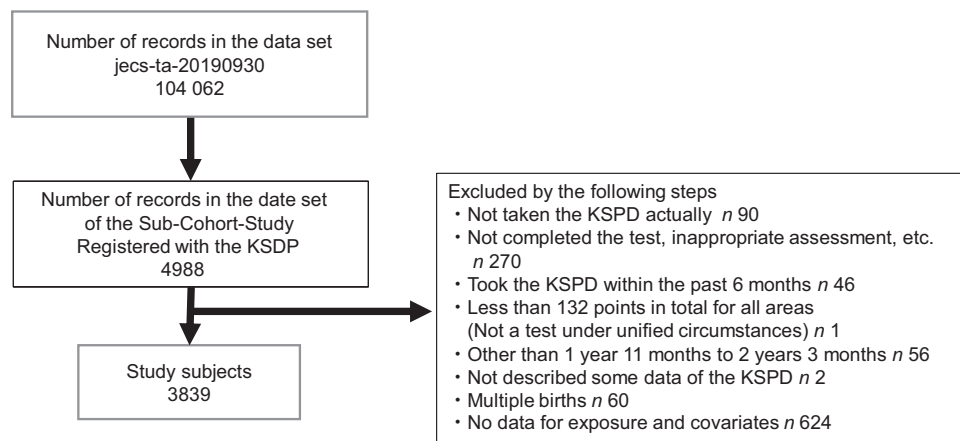 Number of records in the data set
jecs-ta-20190930
104 062
Number of records in the date set
of the Sub-Cohort-Study
Registered with the KSDP
4988
Excluded by the following steps
・Not taken the KSPD actually n 90
・Not completed the test, inappropriate assessment, etc.
n 270
・Took the KSPD within the past 6 months n 46
・Less than 132 points in total for all areas
(Not a test under unified circumstances) n 1
・Other than 1 year 11 months to 2 years 3 months n 56
・Not described some data of the KSPD n 2
・Multiple births n 60
・No data for exposure and covariates n 624
Study subjects
3839